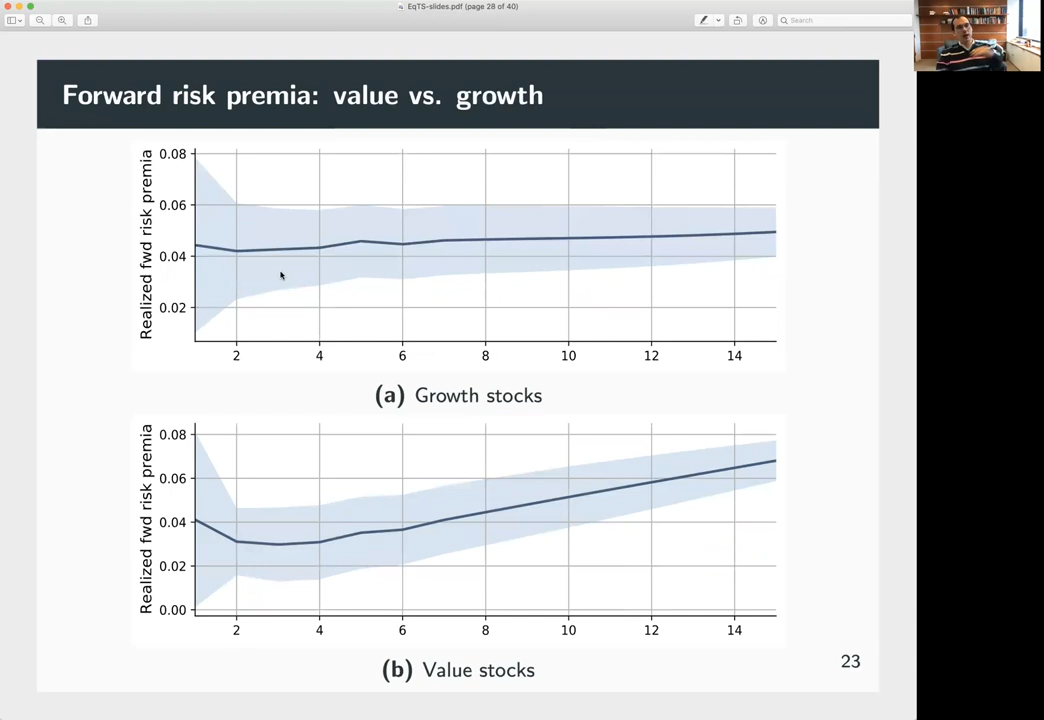 EqTS-slides.pdf (page 28 of 40)
Search
Forward risk premia: value vs. growth
Realized fwd risk premia
0.08
0.06
0.04
0.02
2 4 6 8 10 12 14
(a) Growth stocks
Realized fwd risk premia
0.08
0.06
0.04
0.02
0.00
2 4 6 8 10 12 14
(b) Value stocks
23